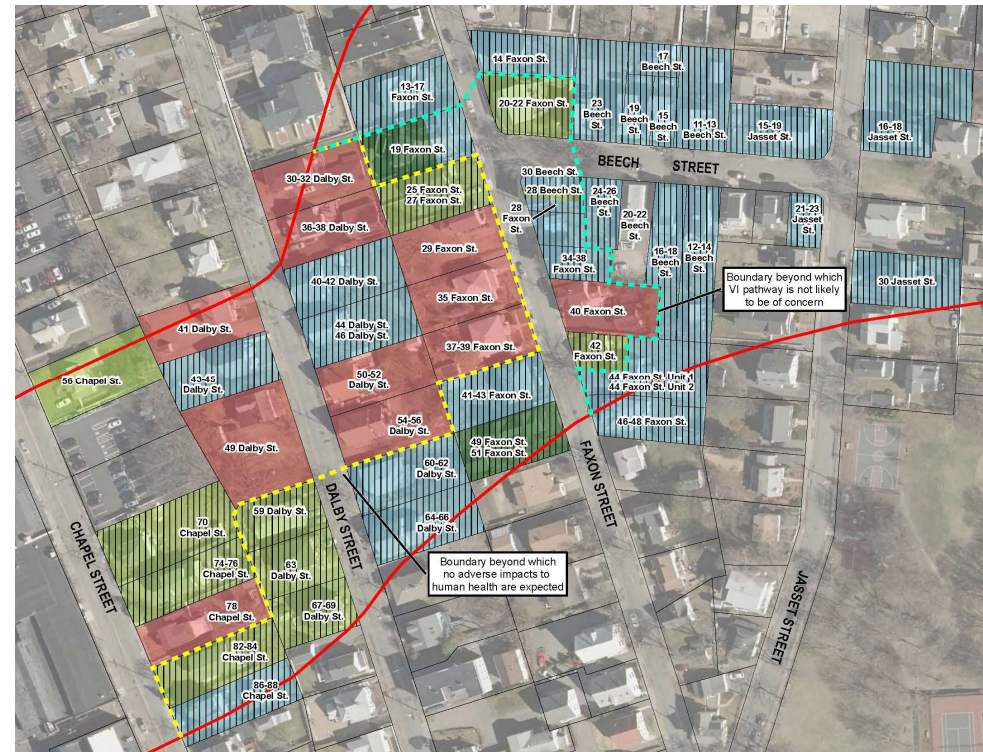 14 Faxon St.
17
Beech St.
13-17
Faxon St.
20-22 Faxon St.
23
Beech
St.
19
Beech
St.
15
Beech
St.
11-13
Beech St.
15-19
Jasset St.
16-18
Jasset St.
19 Faxon St.
BEECH STREET
30-32 Dalby St.
25 Faxon St.
27 Faxon St.
30 Beech St.
28 Beech St.
24-26
Beech
St.
28
Faxon
St.
20-22
Beech
St.
21-23
Jasset
St.
36-38 Dalby St.
29 Faxon St.
34-38
Faxon St.
16-18
Beech
St.
12-14
Beech
St.
40-42 Dalby St.
35 Faxon St.
Boundary beyond which
VI pathway is not likely
to be of concern
30 Jasset St.
40 Faxon St.
41 Dalby St.
44 Dalby St.
46 Dalby St.
37-39 Faxon St.
42
Faxon St.
56 Chapel St.
43-45
Dalby St.
50-52
Dalby St.
44 Faxon St. Unit 1
44 Faxon St. Unit 2
41-43 Faxon St.
54-56
Dalby St.
46-48 Faxon St.
49 Dalby St.
49 Faxon St.
51 Faxon St.
60-62
Dalby St.
FAXON STREET
59 Dalby St.
DALBY STREET
64-66
Dalby St.
70
Chapel St.
CHAPEL STREET
74-76
Chapel St.
63
Dalby St.
Boundary beyond which
no adverse impacts to
human health are expected
JASSET STREET
78
Chapel St.
67-69
Dalby St.
82-84
Chapel St.
86-88
Chapel St.